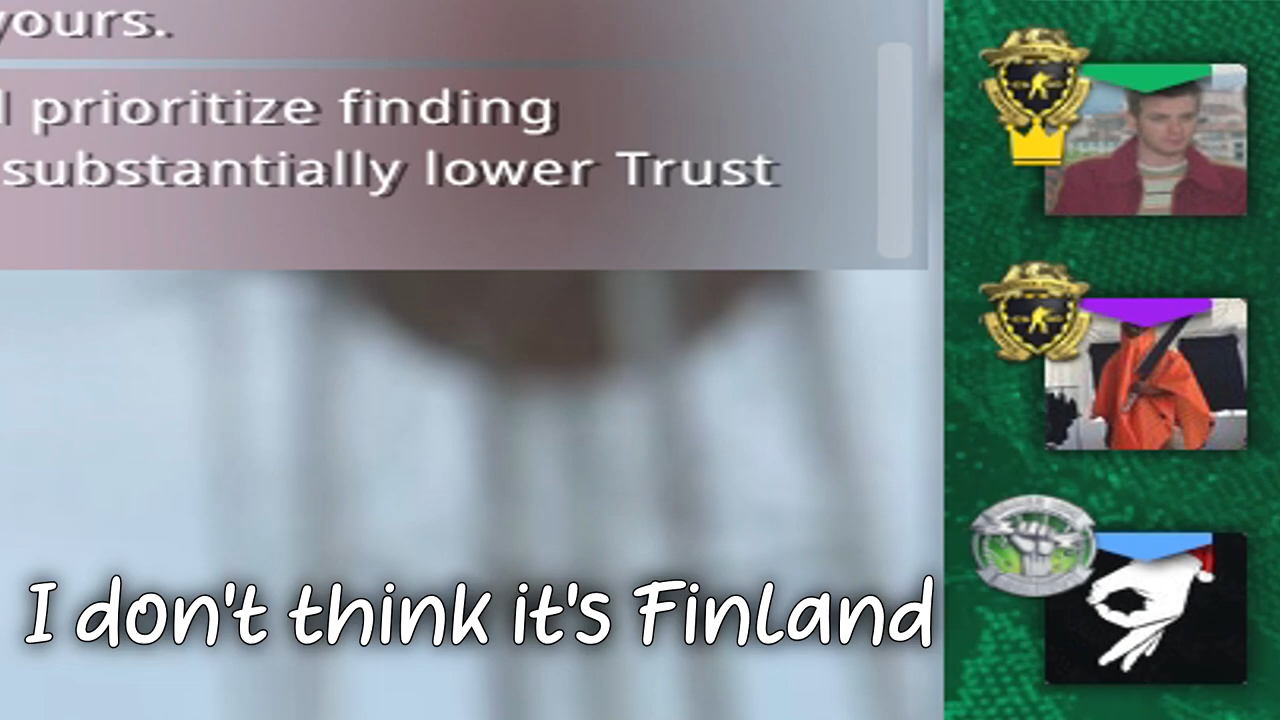 yours.
prioritize finding
substantially lower Trust
I don't think it's Finland